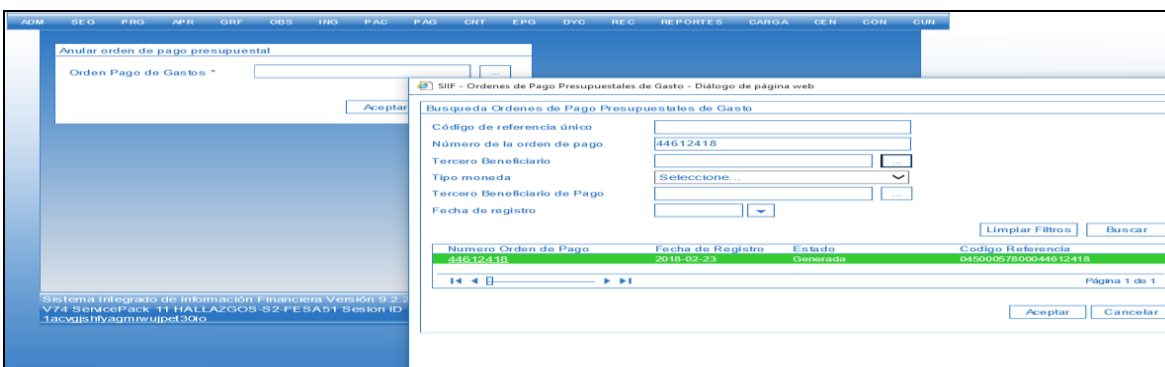 ADM SEG PRG APR GRF OBS ING PAC PAG CNT EPG DYC REC REPORTES CARGA CEN CON CUN
Anular orden de pago presupuestal
Orden Pago de Gastos *
...
Aceptar
SIIF - Ordenes de Pago Presupuestales de Gasto - Diálogo de página web
Busqueda Ordenes de Pago Presupuestales de Gasto
Código de referencia único
Número de la orden de pago 44612418
Tercero Beneficiario ...
Tipo moneda Seleccione...
Tercero Beneficiario de Pago ...
Fecha de registro
Limpiar Filtros Buscar
Numero Orden de Pago Fecha de Registro Estado Codigo Referencia
44612418 2018-02-23 Generada 04500057800044612418
Página 1 de 1
Aceptar Cancelar
Sistema Integrado de Información Financiera Versión 9.2.2
V74 ServicePack 11 HALLAZGOS-S2-FESA51 Sesion ID
1acvgjshfyagmrwujpet30io